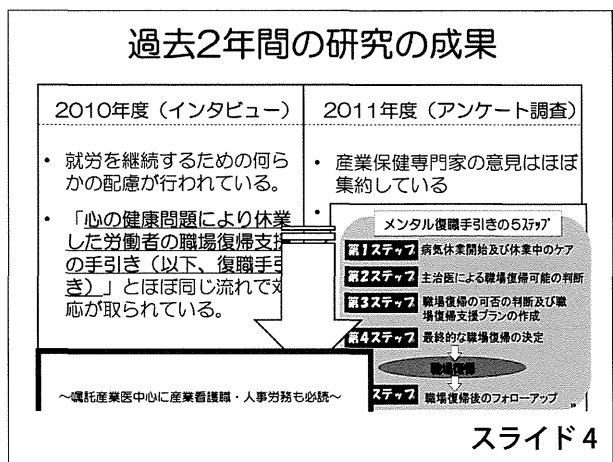 過去2年間の研究の成果
2010年度（インタビュー）
・ 就労を継続するための何ら
かの配慮が行われている。
・ 「心の健康問題により休業
した労働者の職場復帰支援
の手引き（以下、復職手引
き）」とほぼ同じ流れで対
応が取られている。
2011年度（アンケート調査）
・ 産業保健専門家の意見はほぼ
集約している
・
メンタル復職手引きの5ステップ
第1ステップ 病気休業開始及び休業中のケア
第2ステップ 主治医による職場復帰可能の判断
第3ステップ 職場復帰の可否の判断及び職
場復帰支援プランの作成
第4ステップ 最終的な職場復帰の決定
職場復帰
ステップ 職場復帰後のフォローアップ
～嘱託産業医中心に産業看護職・人事労務も必読～
スライド4